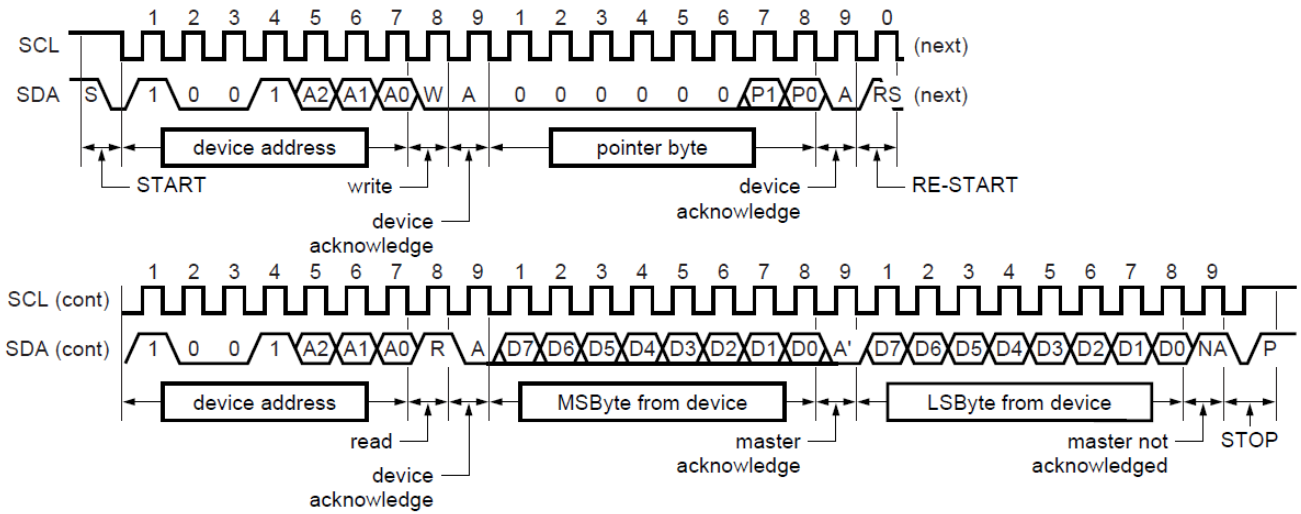 1 2 3 4 5 6 7 8 9 1 2 3 4 5 6 7 8 9 0
SCL (next)
SDA S 1 0 0 1 A2 A1 A0 W A 0 0 0 0 0 0 P1 P0 A RS (next)
device address pointer byte
START write device RE-START
acknowledge
device
acknowledge
1 2 3 4 5 6 7 8 9 1 2 3 4 5 6 7 8 9 1 2 3 4 5 6 7 8 9
SCL (cont)
SDA (cont) 1 0 0 1 A2 A1 A0 R A D7 D6 D5 D4 D3 D2 D1 D0 A' D7 D6 D5 D4 D3 D2 D1 D0 NA P
device address MSByte from device LSByte from device
read master master not STOP
acknowledge acknowledged
device
acknowledge